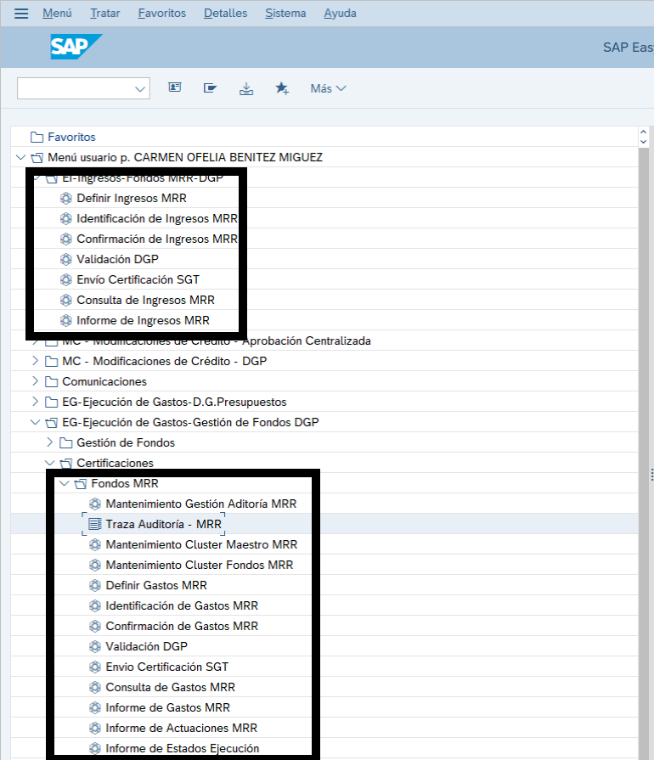 Menú Tratar Favoritos Detalles Sistema Ayuda
SAP SAP Eas
Más
Favoritos
Menú usuario p. CARMEN OFELIA BENITEZ MIGUEZ
EI-Ingresos-Fondos MRR-DGP
Definir Ingresos MRR
Identificación de Ingresos MRR
Confirmación de Ingresos MRR
Validación DGP
Envío Certificación SGT
Consulta de Ingresos MRR
Informe de Ingresos MRR
MC - Modificaciones de Crédito - Aprobación Centralizada
MC - Modificaciones de Crédito - DGP
Comunicaciones
EG-Ejecución de Gastos-D.G.Presupuestos
EG-Ejecución de Gastos-Gestión de Fondos DGP
Gestión de Fondos
Certificaciones
Fondos MRR
Mantenimiento Gestión Aditoría MRR
Traza Auditoría - MRR
Mantenimiento Cluster Maestro MRR
Mantenimiento Cluster Fondos MRR
Definir Gastos MRR
Identificación de Gastos MRR
Confirmación de Gastos MRR
Validación DGP
Envio Certificación SGT
Consulta de Gastos MRR
Informe de Gastos MRR
Informe de Actuaciones MRR
Informe de Estados Ejecución